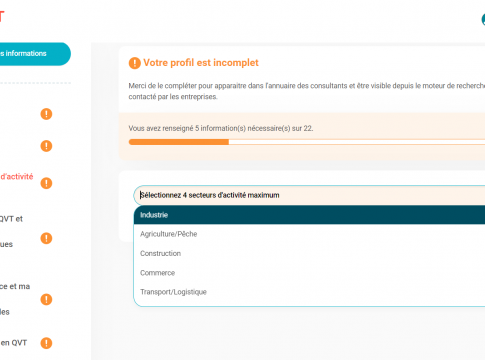 T
s informations
Votre profil est incomplet
Merci de le compléter pour apparaitre dans l'annuaire des consultants et être visible depuis le moteur de recherche
contacté par les entreprises.
Vous avez renseigné 5 information(s) nécessaire(s) sur 22.
d'activité
Sélectionnez 4 secteurs d'activité maximum
Industrie
QVT et
Agriculture/Pêche
ques
Construction
Commerce
ce et ma
Transport/Logistique
les
en QVT